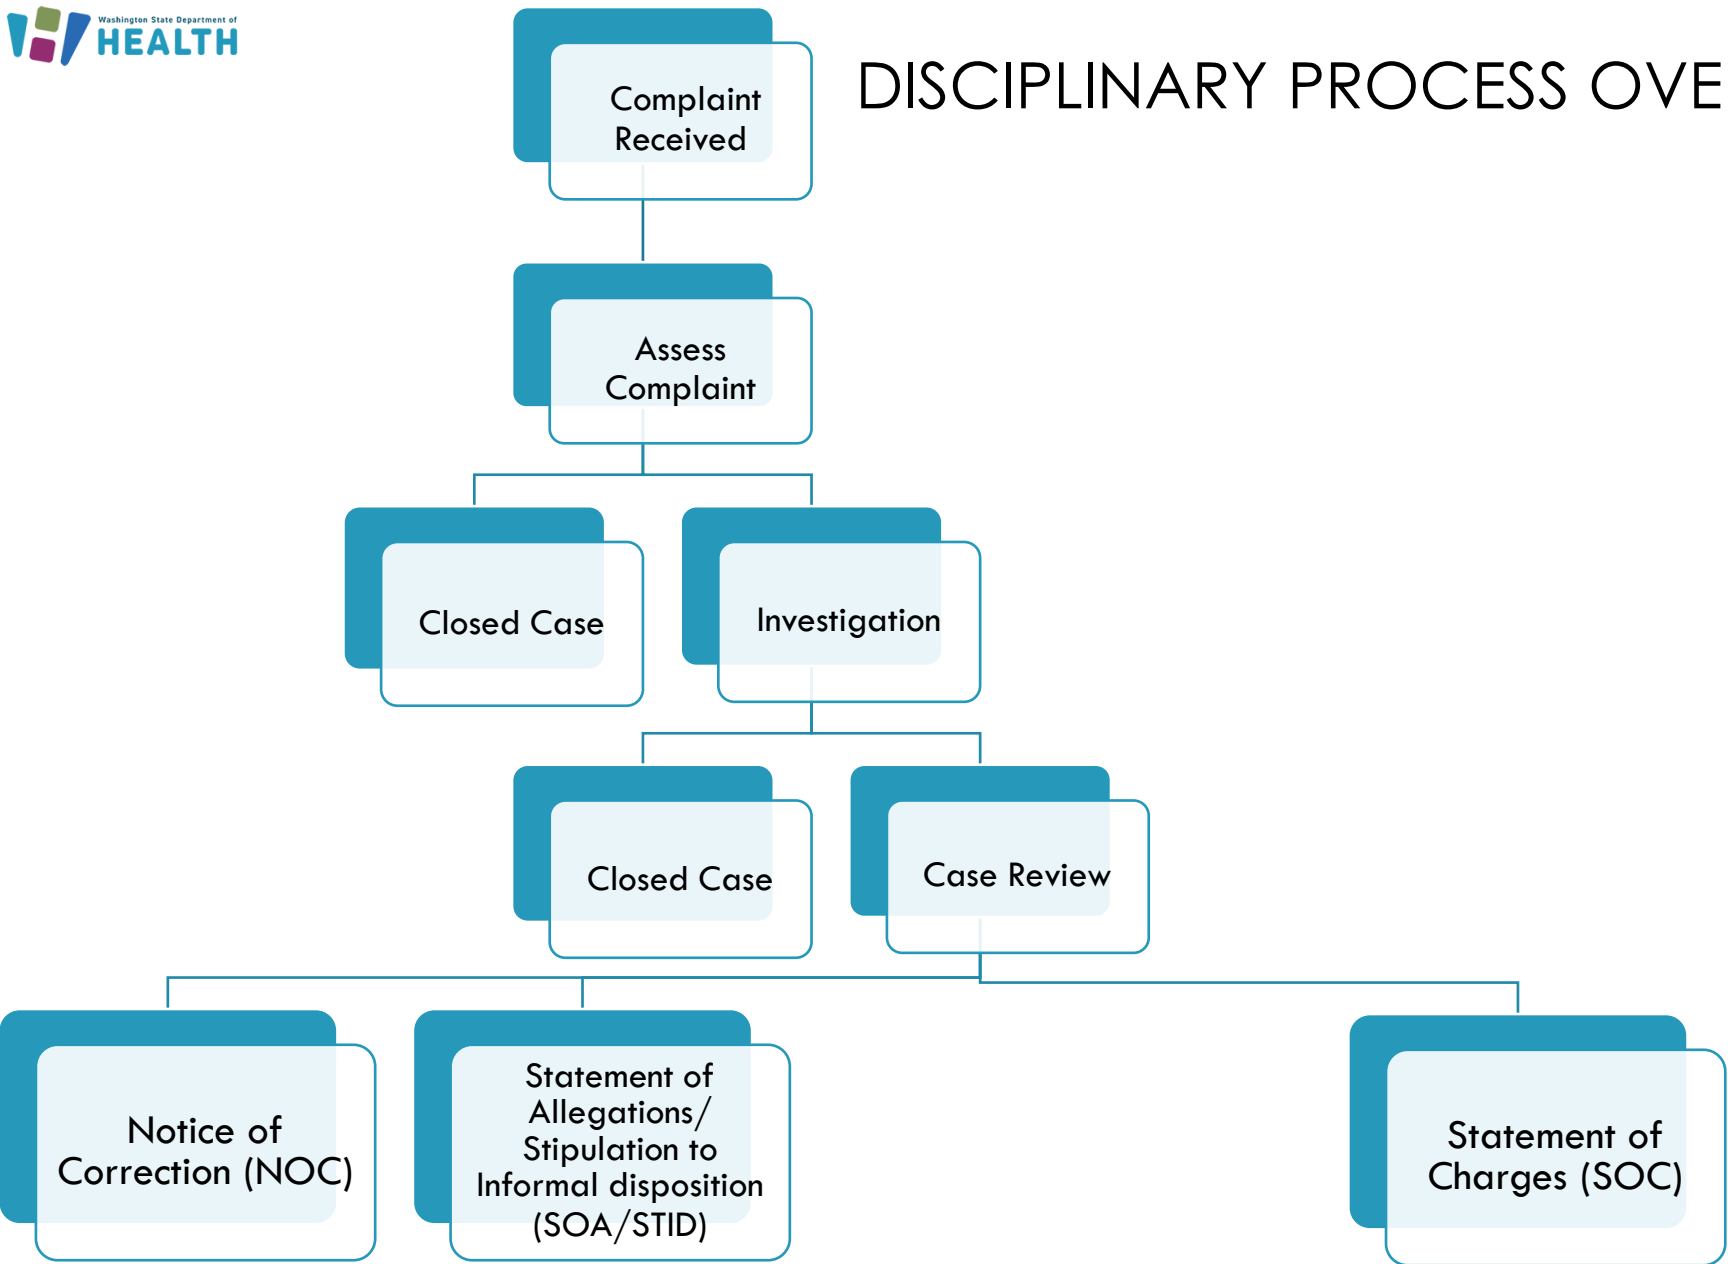 Washington State Department of
HEALTH
DISCIPLINARY PROCESS OVE
Complaint
Received
Assess
Complaint
Closed Case
Investigation
Closed Case
Case Review
Notice of
Correction (NOC)
Statement of
Allegations/
Stipulation to
Informal disposition
(SOA/STID)
Statement of
Charges (SOC)